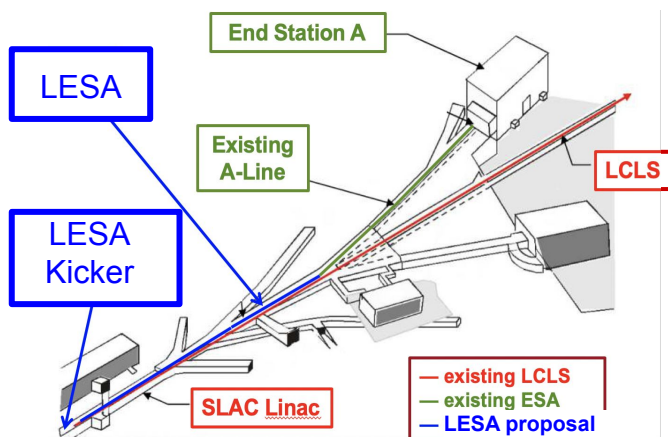 End Station A
LESA
Existing
A-Line
LCLS
LESA
Kicker
SLAC Linac
— existing LCLS
— existing ESA
— LESA proposal